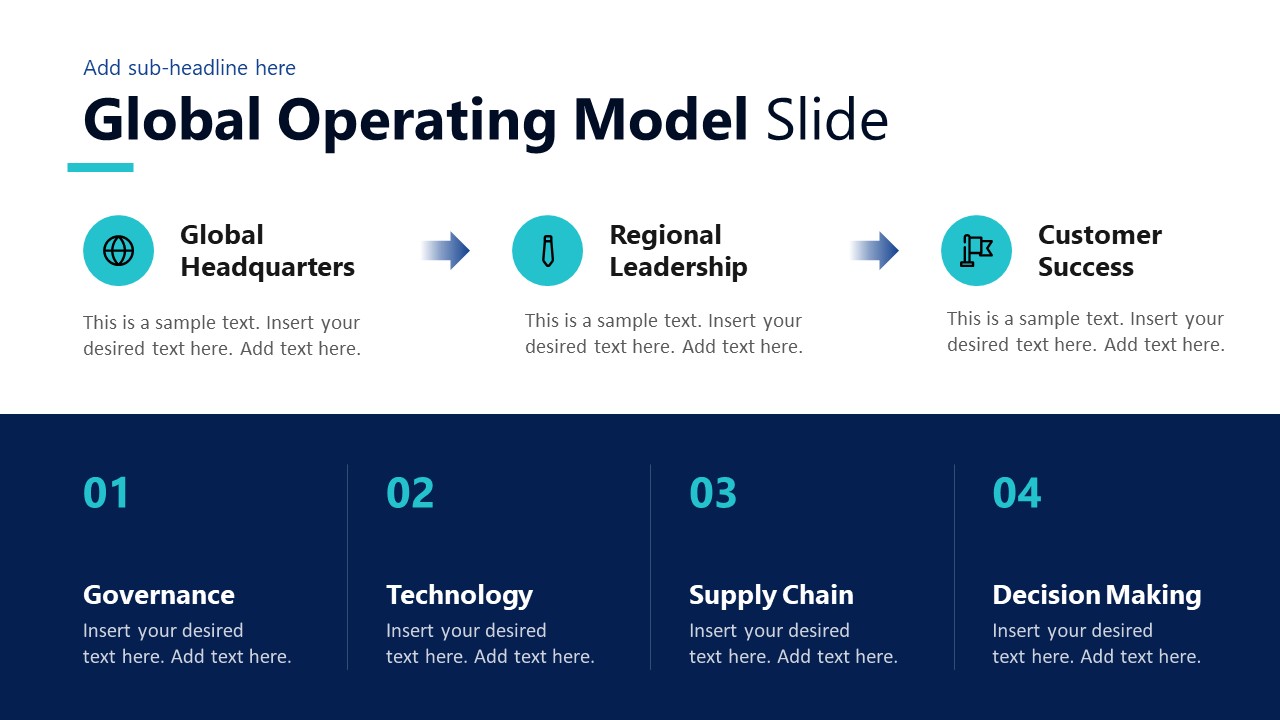 Add sub-headline here
Global Operating Model Slide
Global
Headquarters
This is a sample text. Insert your
desired text here. Add text here.
Regional
Leadership
This is a sample text. Insert your
desired text here. Add text here.
Customer
Success
This is a sample text. Insert your
desired text here. Add text here.
01
Governance
Insert your desired
text here. Add text here.
02
Technology
Insert your desired
text here. Add text here.
03
Supply Chain
Insert your desired
text here. Add text here.
04
Decision Making
Insert your desired
text here. Add text here.